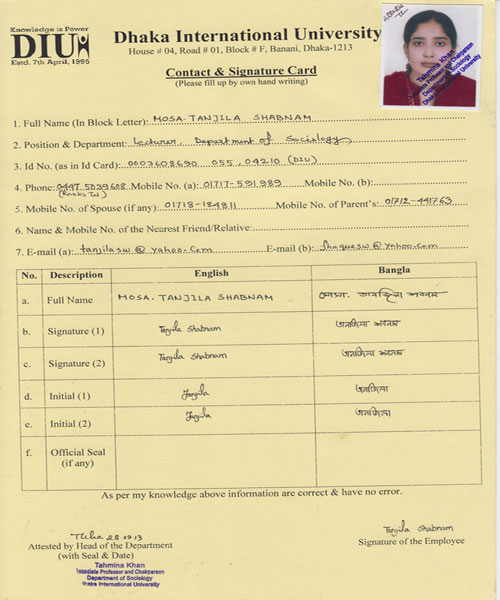 Knowledge is Power
DIU
Estd. 7th April, 1995
Dhaka International University
House # 04, Road # 01, Block # F, Banani, Dhaka-1213
Contact & Signature Card
(Please fill up by own hand writing)
Tahmina Khan
Associate Professor and Chairperson
Department of Sociology
Dhaka International University
1. Full Name (In Block Letter): MOSA. TANJILA SHABNAM
2. Position & Department: Lecturer, Department of Sociology
3. Id No. (as in Id Card): 0003608690 055, 04210 (DIU)
4. Phone: 0447 5039608 Mobile No. (a): 01717-591989 Mobile No. (b):
(Ranks Tel)
5. Mobile No. of Spouse (if any): 01718-184811 Mobile No. of Parent's: 01712-441763
6. Name & Mobile No. of the Nearest Friend/Relative:
7. E-mail (a): tanjilasw@yahoo.com E-mail (b): jhaquesw@yahoo.com
No. Description English Bangla
a. Full Name MOSA. TANJILA SHABNAM মোসা. তানজিলা শবনম
b. Signature (1) Tanjila Shabnam তানজিলা শবনম
c. Signature (2) Tanjila Shabnam তানজিলা শবনম
d. Initial (1) Tanjila তানজিলা
e. Initial (2) Tanjila তানজিলা
f. Official Seal
(if any)
As per my knowledge above information are correct & have no error.
28.09.13
Tanjila Shabnam
Attested by Head of the Department
(with Seal & Date)
Signature of the Employee
Tahmina Khan
Associate Professor and Chairperson
Department of Sociology
Dhaka International University